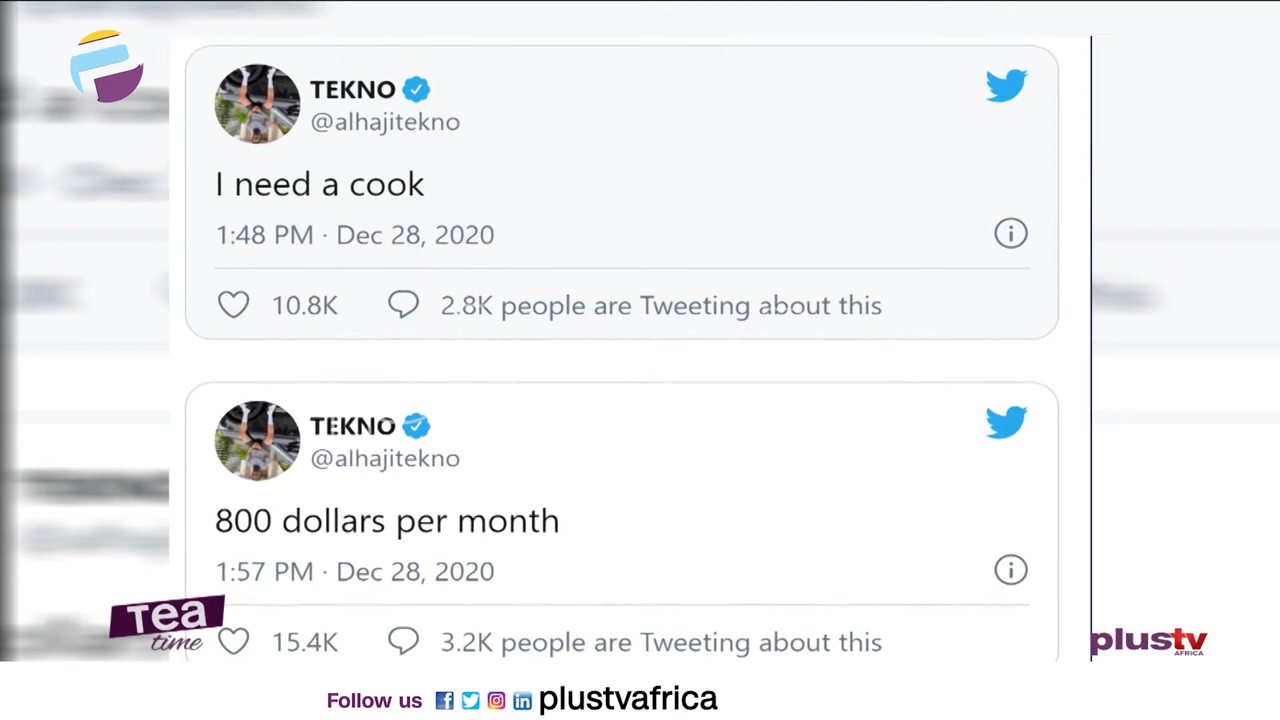 TEKNO
@alhajitekno
I need a cook
1:48 PM · Dec 28, 2020
10.8K 2.8K people are Tweeting about this
TEKNO
@alhajitekno
800 dollars per month
1:57 PM · Dec 28, 2020
15.4K 3.2K people are Tweeting about this
Tea
time
plustv
AFRICA
Follow us plustvafrica